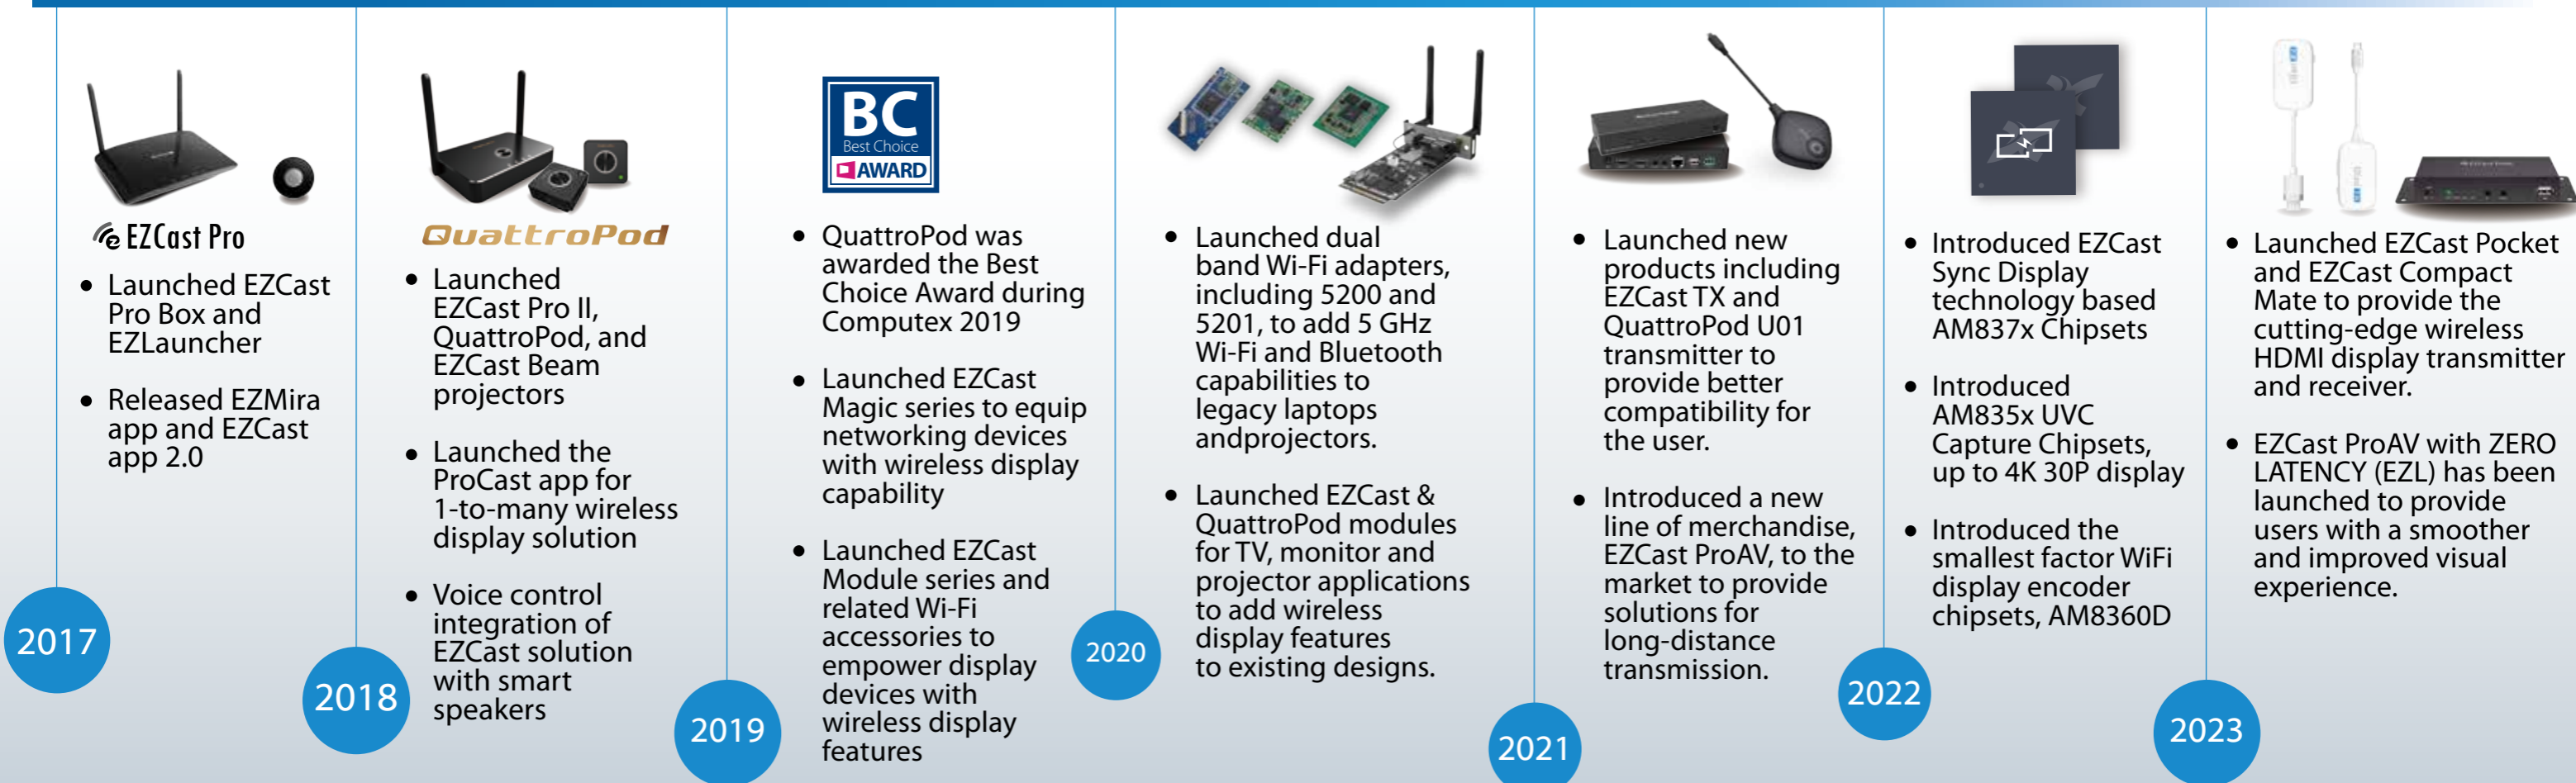 EZCast Pro
• Launched EZCast
Pro Box and
EZLauncher
• Released EZMira
app and EZCast
app 2.0
2017
QuattroPod
• Launched
EZCast Pro II,
QuattroPod, and
EZCast Beam
projectors
• Launched the
ProCast app for
1-to-many wireless
display solution
• Voice control
integration of
EZCast solution
with smart
speakers
2018
BC
Best Choice
AWARD
• QuattroPod was
awarded the Best
Choice Award during
Computex 2019
• Launched EZCast
Magic series to equip
networking devices
with wireless display
capability
• Launched EZCast
Module series and
related Wi-Fi
accessories to
empower display
devices with
wireless display
features
2019
• Launched dual
band Wi-Fi adapters,
including 5200 and
5201, to add 5 GHz
Wi-Fi and Bluetooth
capabilities to
legacy laptops
andprojectors.
• Launched EZCast &
QuattroPod modules
for TV, monitor and
projector applications
to add wireless
display features
to existing designs.
2020
• Launched new
products including
EZCast TX and
QuattroPod U01
transmitter to
provide better
compatibility for
the user.
• Introduced a new
line of merchandise,
EZCast ProAV, to the
market to provide
solutions for
long-distance
transmission.
2021
• Introduced EZCast
Sync Display
technology based
AM837x Chipsets
• Introduced
AM835x UVC
Capture Chipsets,
up to 4K 30P display
• Introduced the
smallest factor WiFi
display encoder
chipsets, AM8360D
2022
• Launched EZCast Pocket
and EZCast Compact
Mate to provide the
cutting-edge wireless
HDMI display transmitter
and receiver.
• EZCast ProAV with ZERO
LATENCY (EZL) has been
launched to provide
users with a smoother
and improved visual
experience.
2023